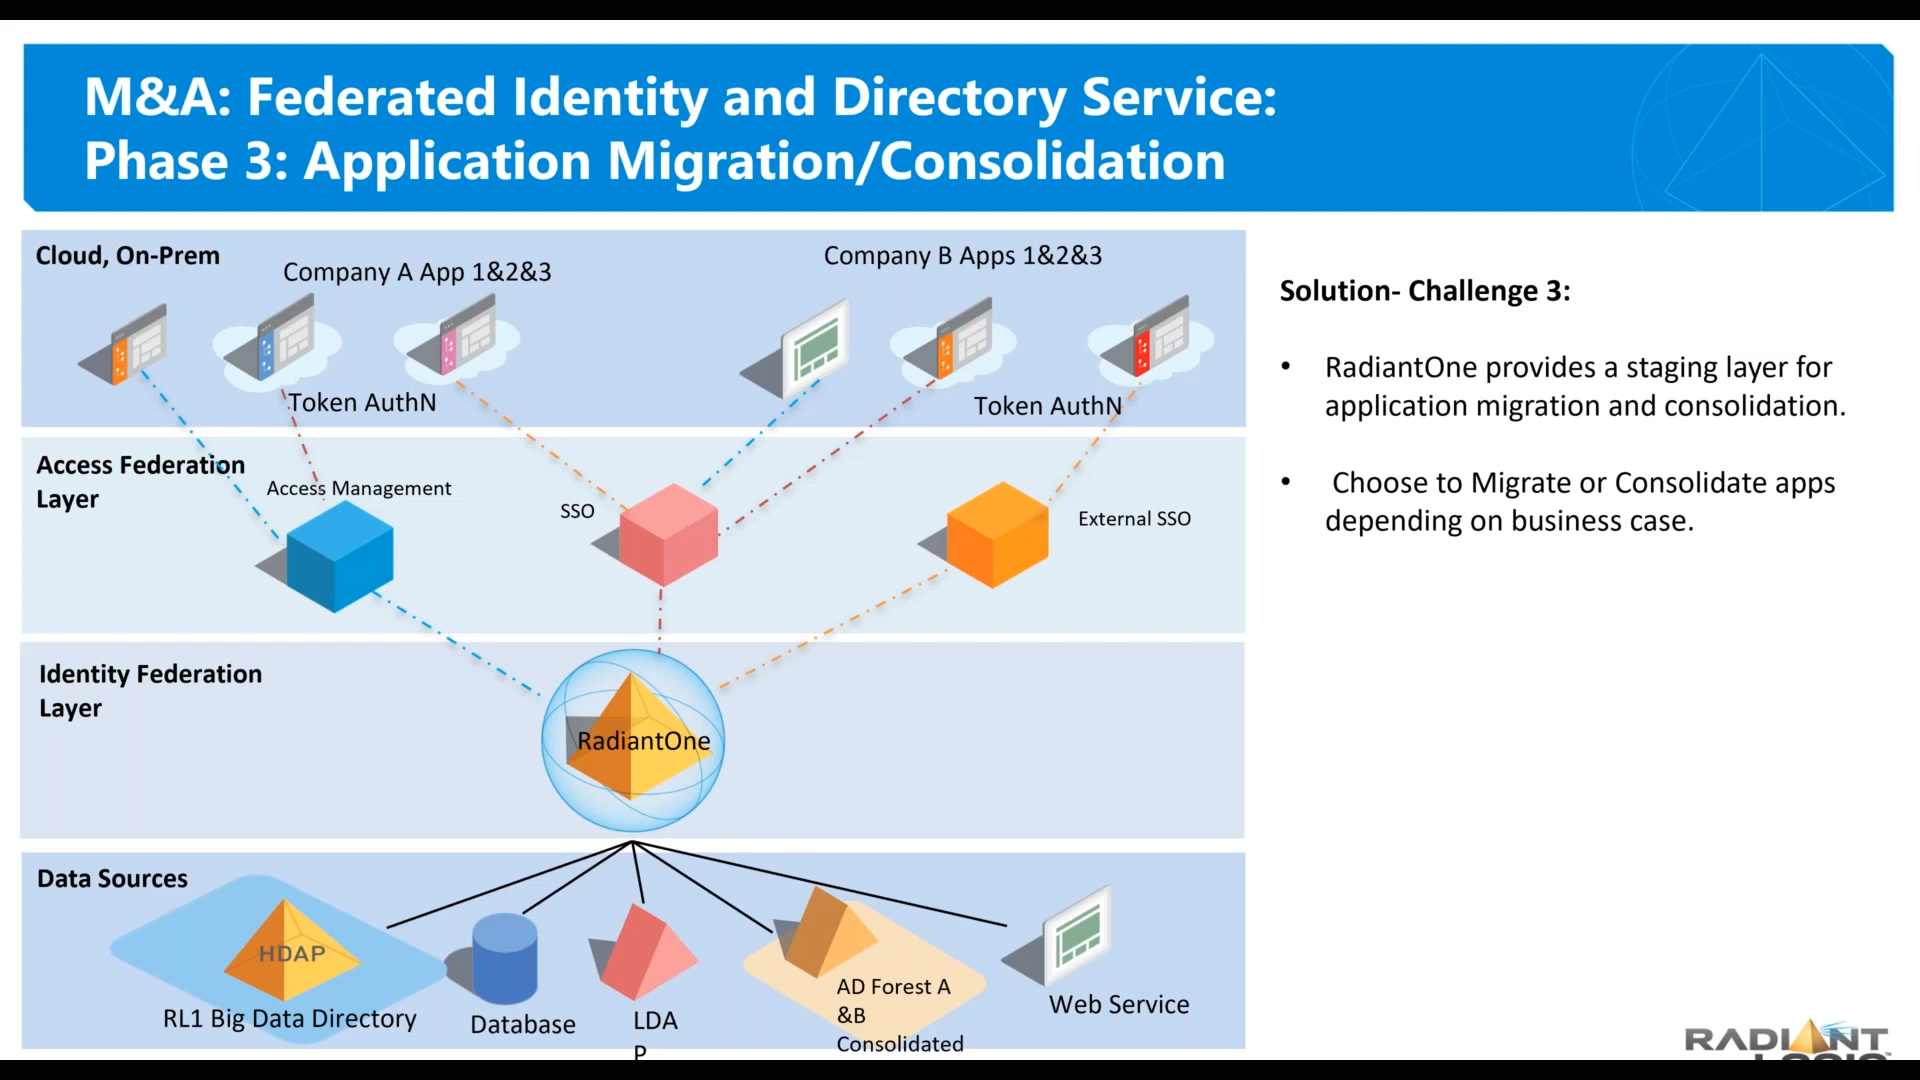 M&A: Federated Identity and Directory Service:
Phase 3: Application Migration/Consolidation
Cloud, On-Prem
Company A App 1&2&3
Company B Apps 1&2&3
Token AuthN
Token AuthN
Access Federation
Layer
Access Management
SSO
External SSO
Identity Federation
Layer
RadiantOne
Data Sources
HDAP
RL1 Big Data Directory
Database
LDA
P
AD Forest A
&B
Consolidated
Web Service
Solution- Challenge 3:
• RadiantOne provides a staging layer for
application migration and consolidation.
• Choose to Migrate or Consolidate apps
depending on business case.
RADIANT
LOGIC